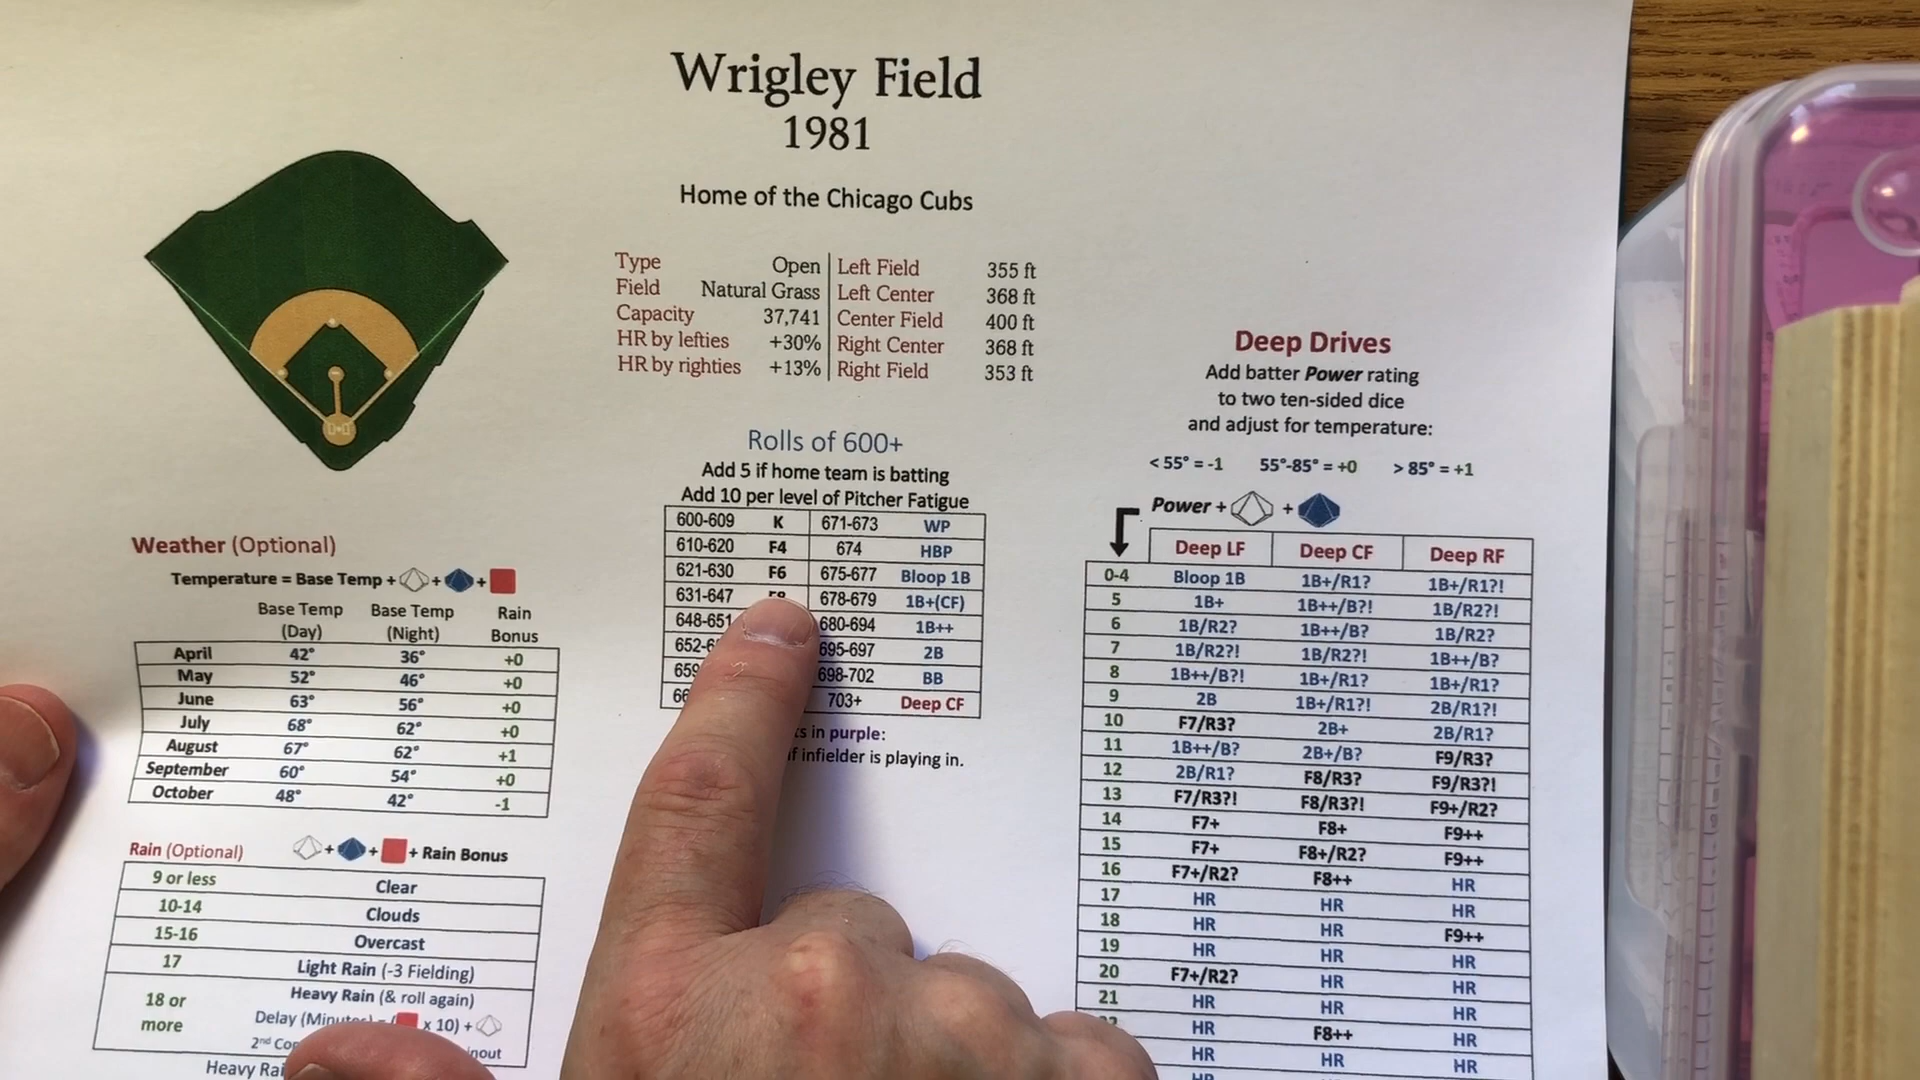 Wrigley Field
1981
Home of the Chicago Cubs
Type Open Left Field 355 ft
Field Natural Grass Left Center 368 ft
Capacity 37,741 Center Field 400 ft
HR by lefties +30% Right Center 368 ft
HR by righties +13% Right Field 353 ft
Rolls of 600+
Add 5 if home team is batting
Add 10 per level of Pitcher Fatigue
600-609 K 671-673 WP
610-620 F4 674 HBP
621-630 F6 675-677 Bloop 1B
631-647 678-679 1B+(CF)
648-651 680-694 1B++
695-697 2B
698-702 BB
703+ Deep CF
in purple:
if infielder is playing in.
Weather (Optional)
Temperature = Base Temp + + +
Base Temp (Day) Base Temp (Night) Rain Bonus
April 42° 36° +0
May 52° 46° +0
June 63° 56° +0
July 68° 62° +0
August 67° 62° +1
September 60° 54° +0
October 48° 42° -1
Rain (Optional) + + + Rain Bonus
9 or less Clear
10-14 Clouds
15-16 Overcast
17 Light Rain (-3 Fielding)
18 or more Heavy Rain (& roll again)
Delay x 10) +
2nd
Heavy
Deep Drives
Add batter Power rating
to two ten-sided dice
and adjust for temperature:
< 55° = -1 55°-85° = +0 > 85° = +1
Power + +
Deep LF Deep CF Deep RF
0-4 Bloop 1B 1B+/R1? 1B+/R1?!
5 1B+ 1B++/B?! 1B/R2?!
6 1B/R2? 1B++/B? 1B/R2?
7 1B/R2?! 1B/R2?! 1B++/B?
8 1B++/B?! 1B+/R1? 1B+/R1?
9 2B 1B+/R1?! 2B/R1?!
10 F7/R3? 2B+ 2B/R1?
11 1B++/B? 2B+/B? F9/R3?
12 2B/R1? F8/R3? F9/R3?!
13 F7/R3?! F8/R3?! F9+/R2?
14 F7+ F8+ F9++
15 F7+ F8+/R2? F9++
16 F7+/R2? F8++ HR
17 HR HR HR
18 HR HR F9++
19 HR HR HR
20 F7+/R2? HR HR
21 HR HR HR
HR F8++ HR
HR HR HR